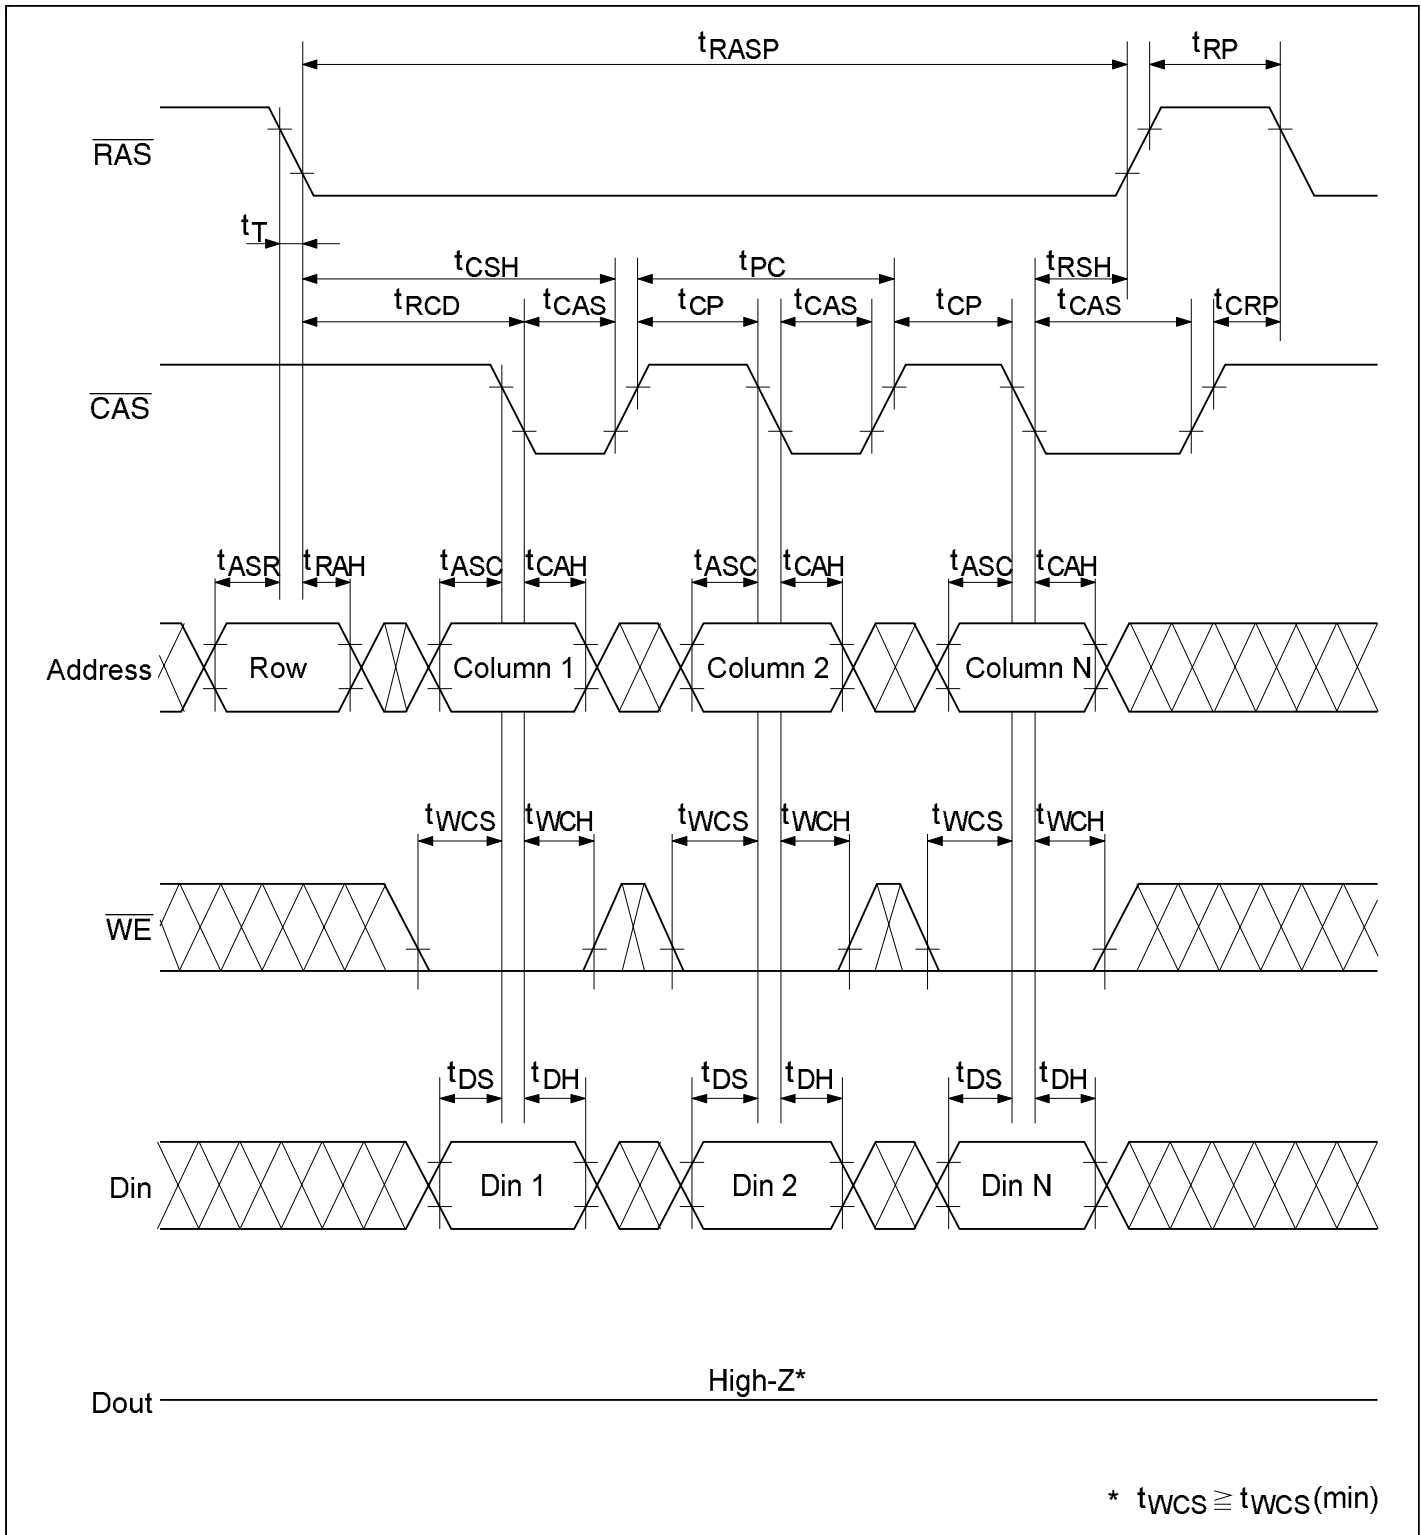 tRASP tRP
RAS
tT
tCSH tPC tRSH
tRCD tCAS tCP tCAS tCP tCAS tCRP
CAS
tASR tRAH tASC tCAH tASC tCAH tASC tCAH
Address Row Column 1 Column 2 Column N
tWCS tWCH tWCS tWCH tWCS tWCH
WE
tDS tDH tDS tDH tDS tDH
Din Din 1 Din 2 Din N
High-Z*
Dout
* tWCS ≧ tWCS (min)